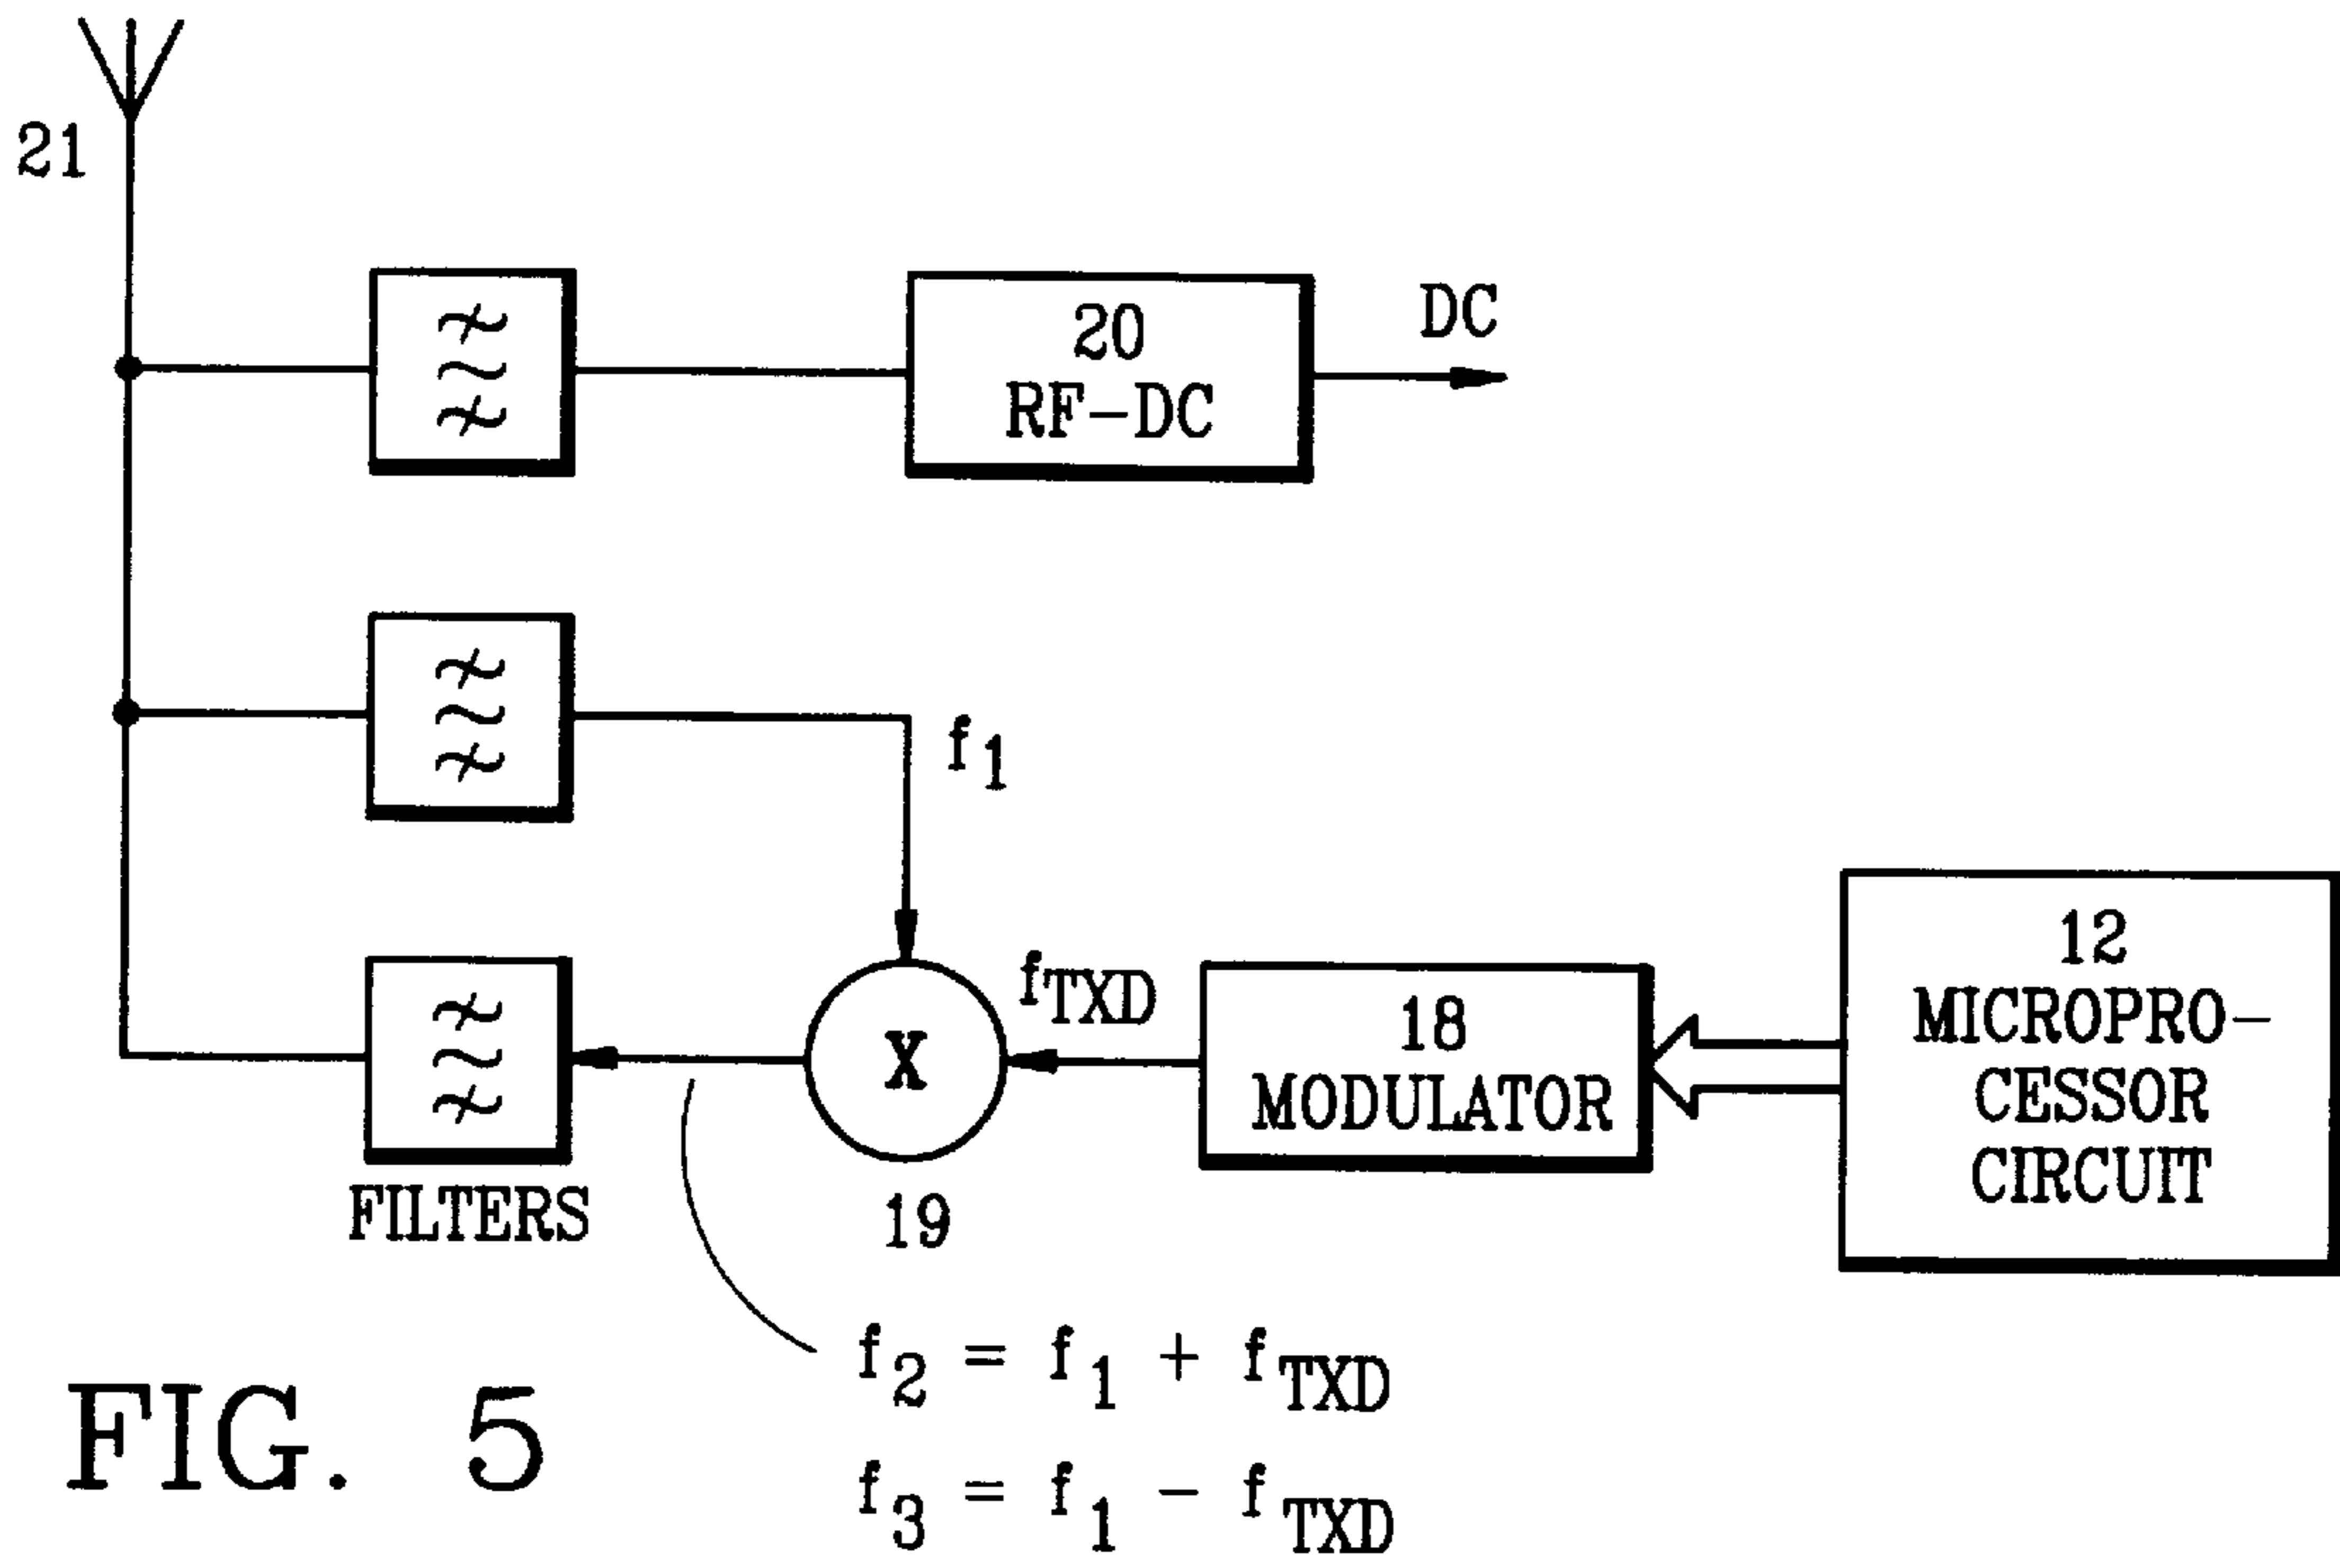 21
20
RF-DC
DC
f1
fTXD
X
19
18
MODULATOR
12
MICROPRO-
CESSOR
CIRCUIT
FILTERS
f2 = f1 + fTXD
f3 = f1 - fTXD
FIG. 5